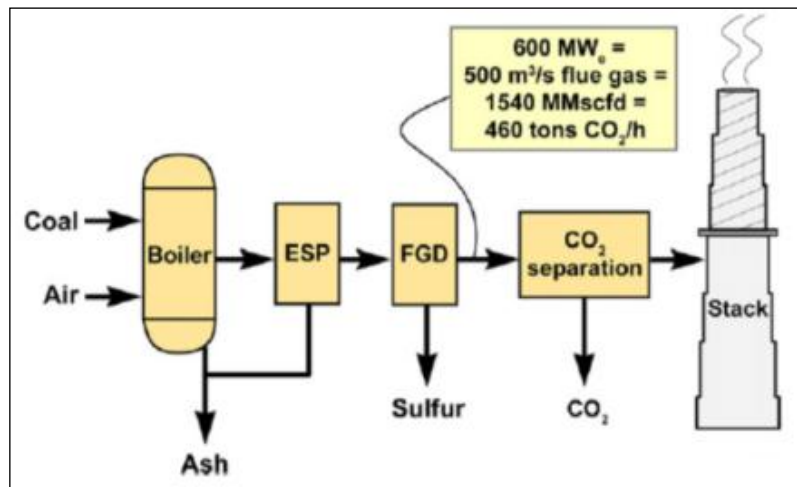 600 MWₑ =
500 m³/s flue gas =
1540 MMscfd =
460 tons CO₂/h
Coal
Air
Boiler
ESP
FGD
CO₂
separation
Stack
Sulfur
CO₂
Ash